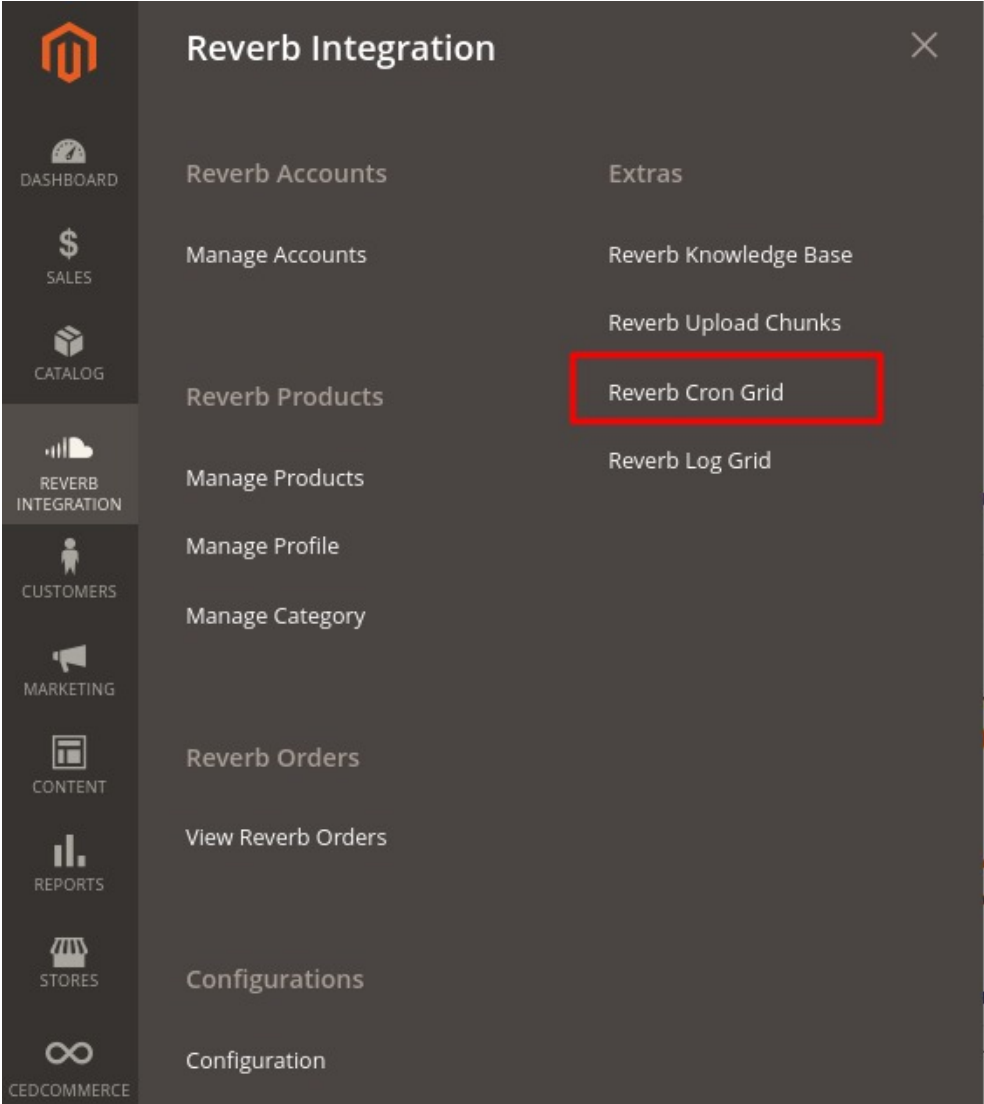 Reverb Integration
DASHBOARD
SALES
CATALOG
REVERB
INTEGRATION
CUSTOMERS
MARKETING
CONTENT
REPORTS
STORES
CEDCOMMERCE
Reverb Accounts
Manage Accounts
Reverb Products
Manage Products
Manage Profile
Manage Category
Reverb Orders
View Reverb Orders
Configurations
Configuration
Extras
Reverb Knowledge Base
Reverb Upload Chunks
Reverb Cron Grid
Reverb Log Grid